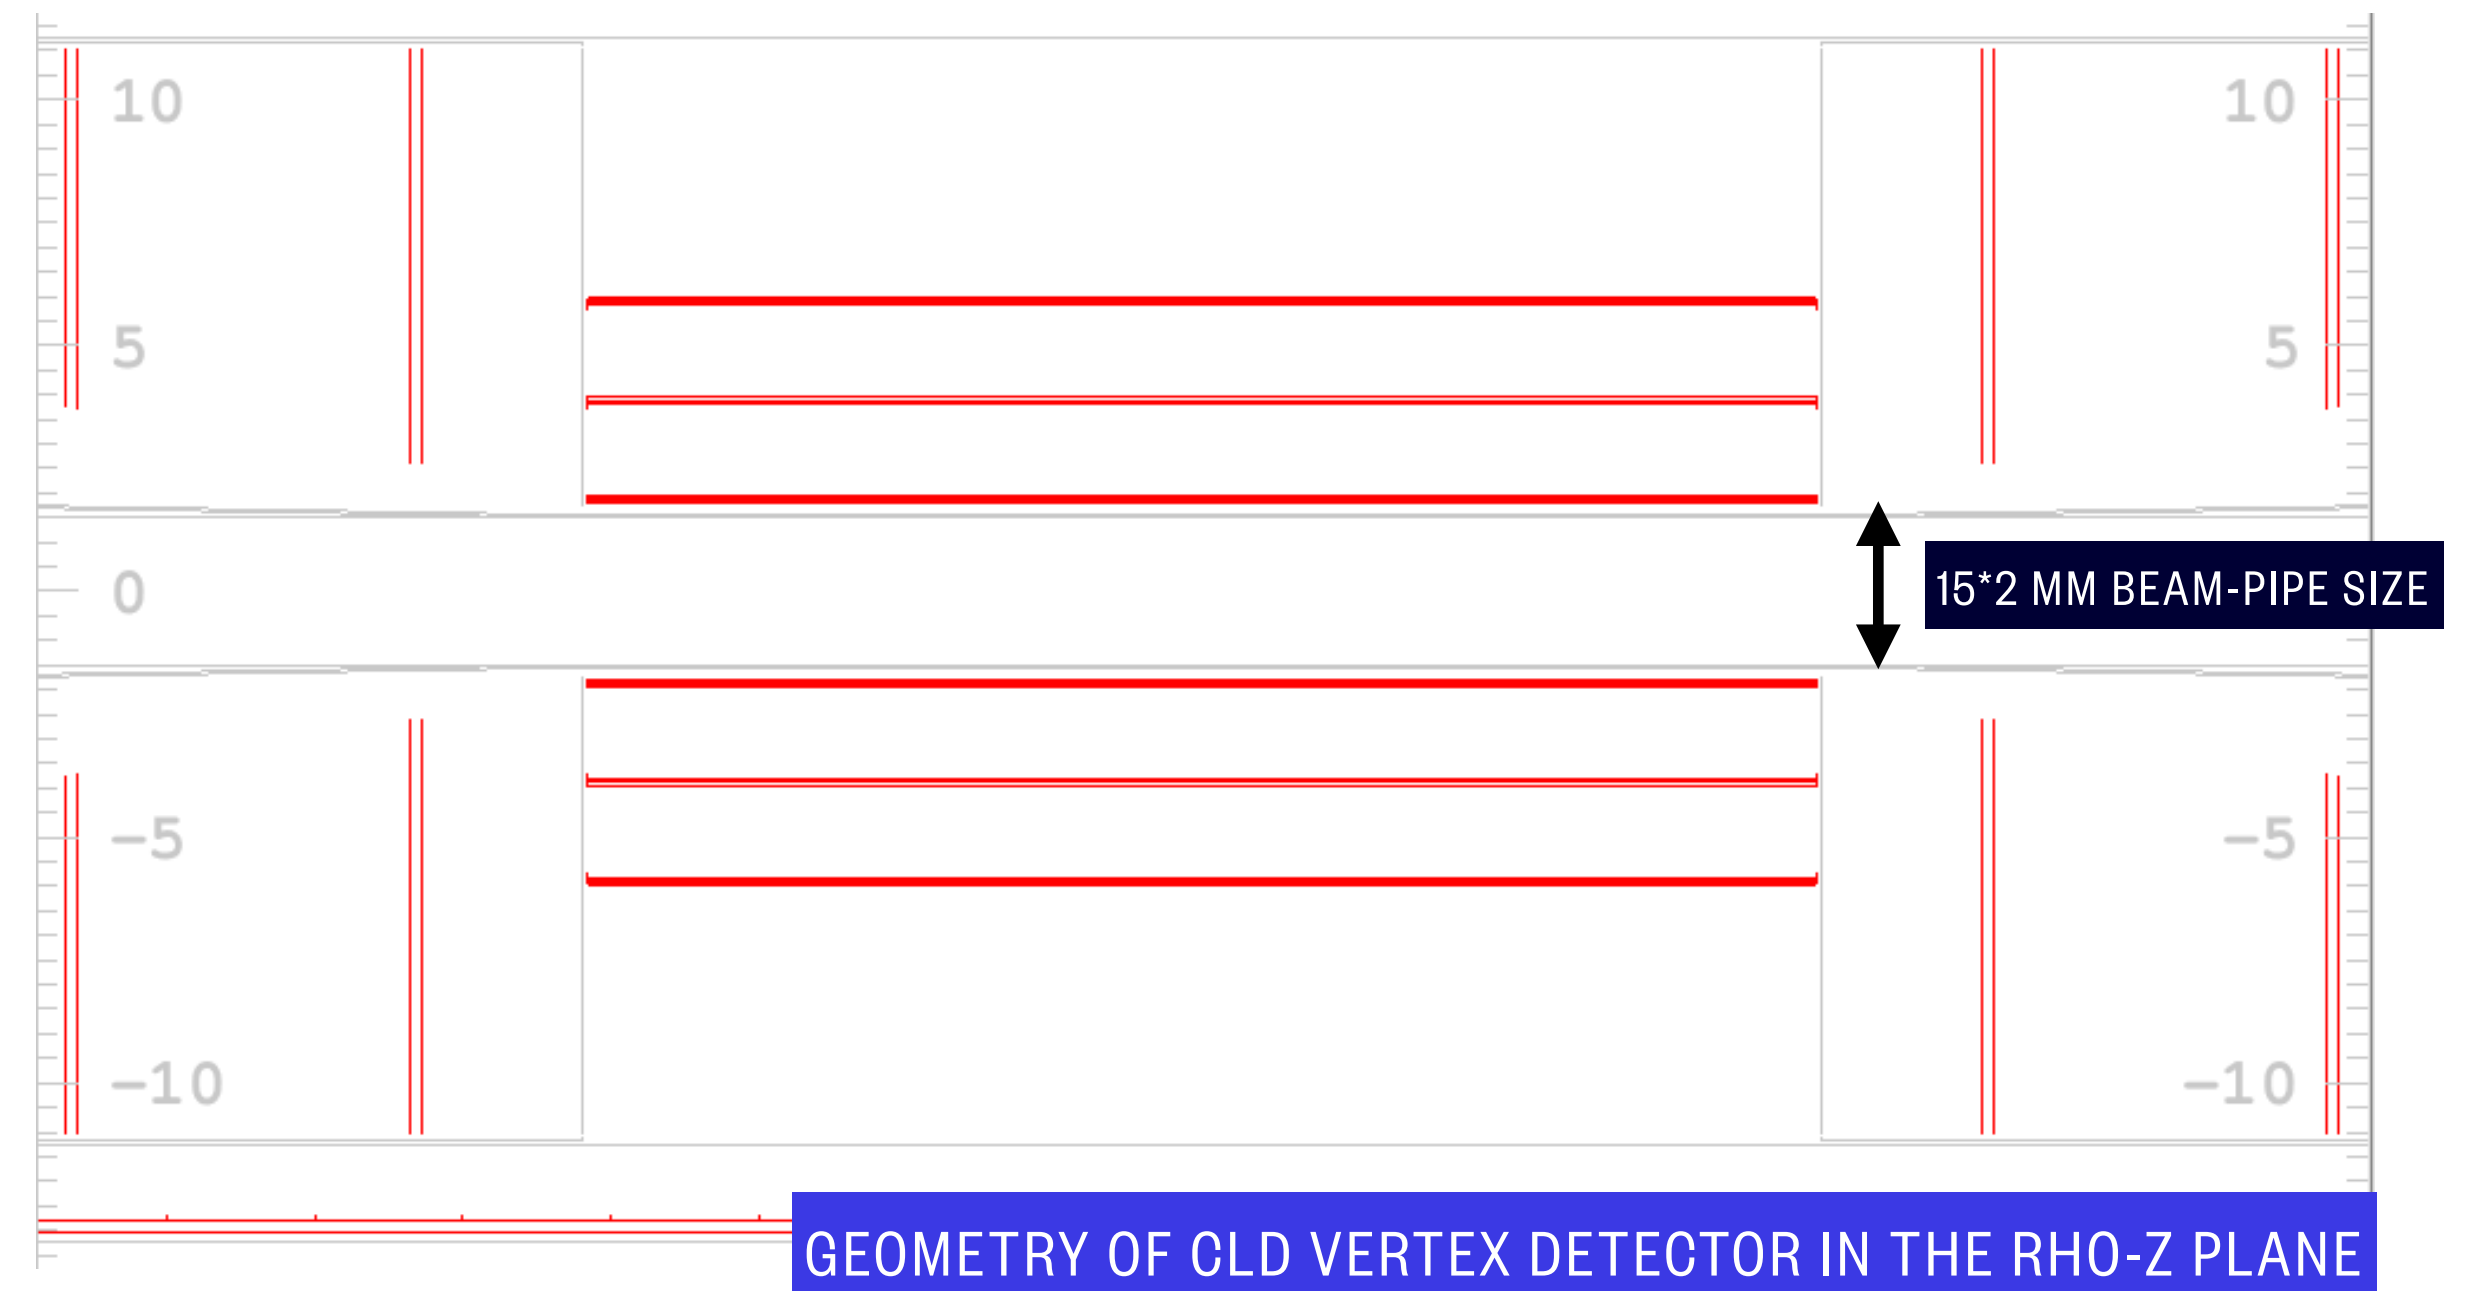 10 10
5 5
15*2 MM BEAM-PIPE SIZE
0
−5 −5
−10 −10
GEOMETRY OF CLD VERTEX DETECTOR IN THE RHO-Z PLANE